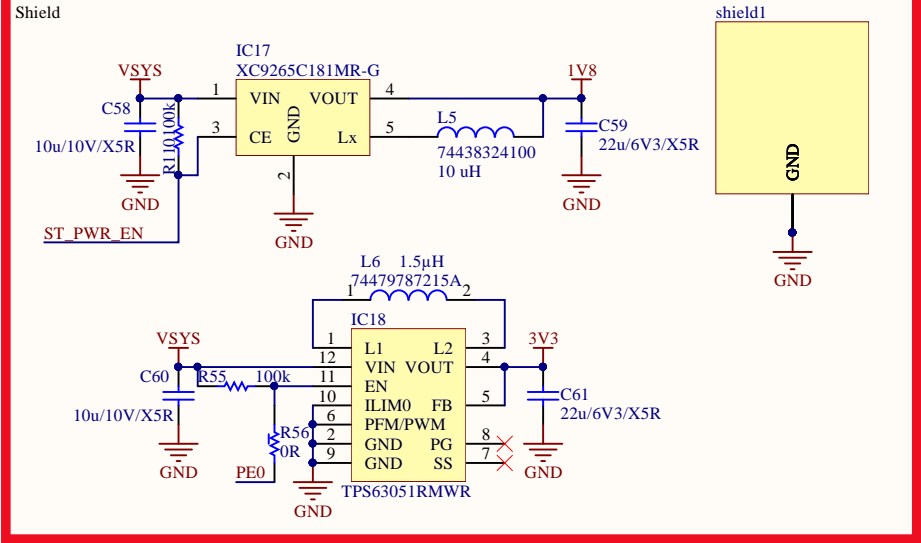 Shield
shield1
IC17
XC9265C181MR-G
VSYS
1V8
1
VIN
VOUT
4
C58
R110 100k
GND
L5
C59
3
CE
Lx
5
10u/10V/X5R
74438324100
22u/6V3/X5R
10 uH
GND
2
GND
GND
ST_PWR_EN
GND
GND
L6 1.5µH
74479787215A
1
2
IC18
VSYS
3V3
1
L1
L2
3
12
VIN
VOUT
4
C60
R55
100k
11
EN
10
ILIM0
FB
5
C61
10u/10V/X5R
6
PFM/PWM
22u/6V3/X5R
R56
0R
2
GND
PG
8
9
GND
SS
7
GND
PE0
GND
TPS63051RMWR
GND